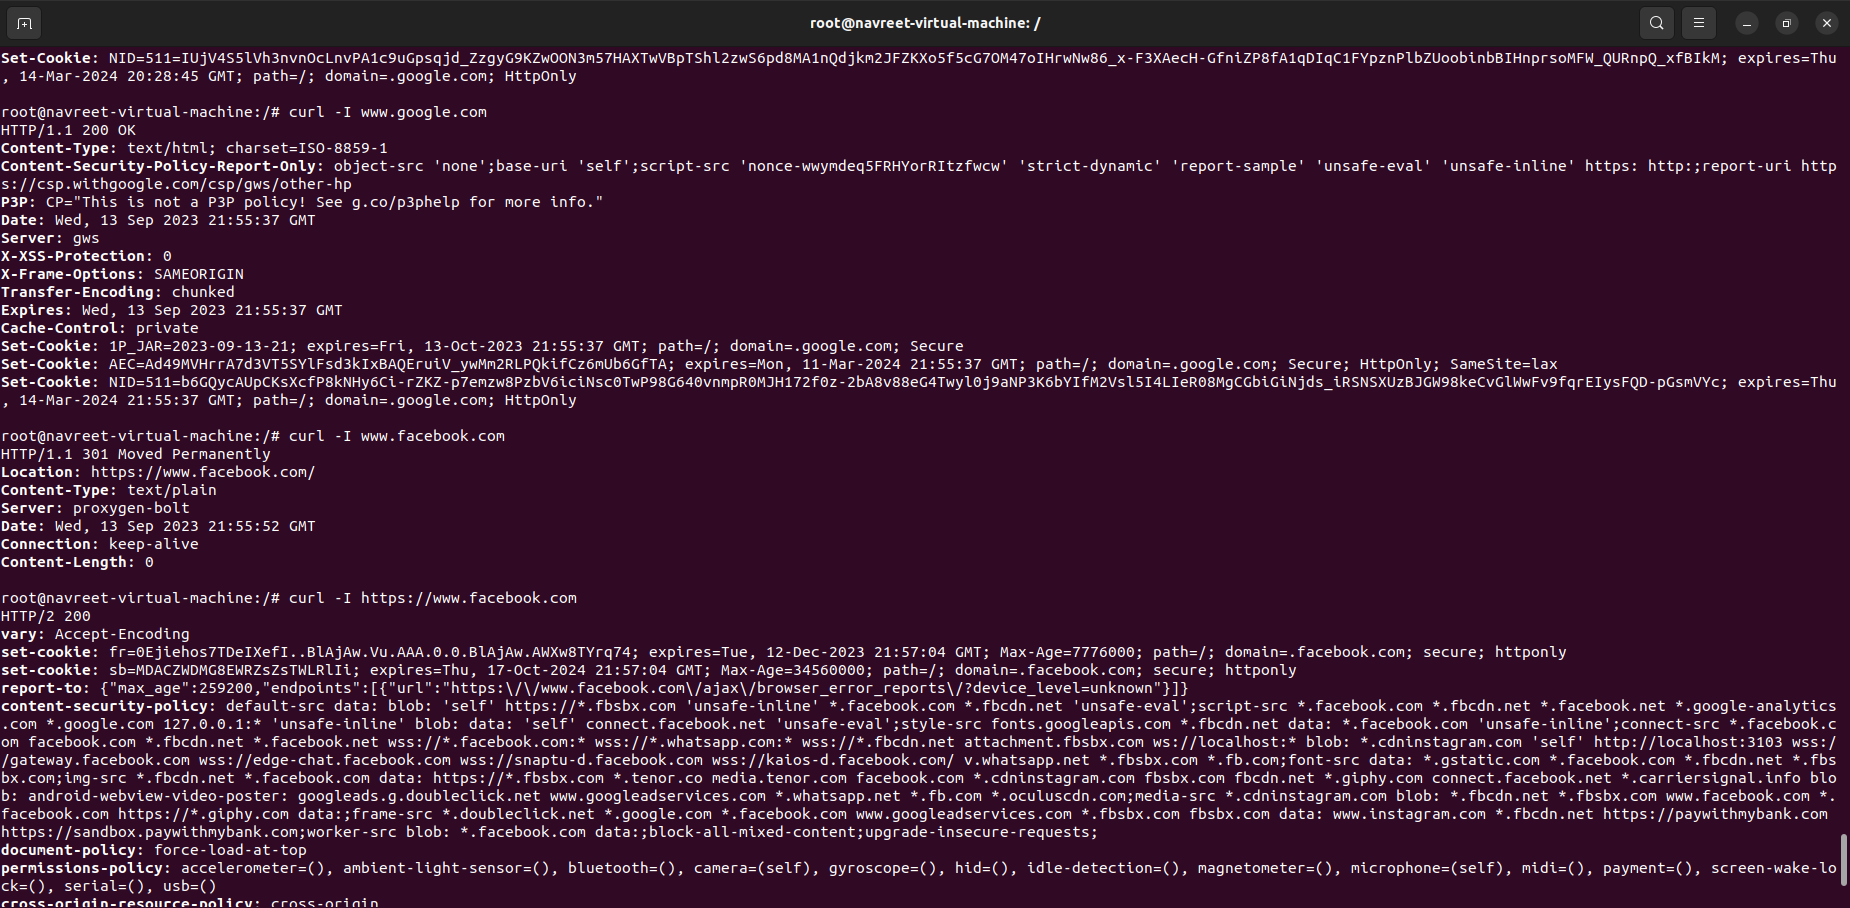 root@navreet-virtual-machine: /
Set-Cookie: NID=511=IUjV4S5lVh3nvnOcLnvPA1c9uGpsqjd_ZzgyG9KZwOON3m57HAXTwVBpTShl2zwS6pd8MA1nQdjkm2JFZKXo5f5cG7OM47oIHrwNw86_x-F3XAecH-GfniZP8fA1qDIqC1FYpznPlbZUoobinbBIHnprsoMFW_QURnpQ_xfBIkM; expires=Thu
, 14-Mar-2024 20:28:45 GMT; path=/; domain=.google.com; HttpOnly
root@navreet-virtual-machine:/# curl -I www.google.com
HTTP/1.1 200 OK
Content-Type: text/html; charset=ISO-8859-1
Content-Security-Policy-Report-Only: object-src 'none';base-uri 'self';script-src 'nonce-wwymdeq5FRHYorRItzfwcw' 'strict-dynamic' 'report-sample' 'unsafe-eval' 'unsafe-inline' https: http:;report-uri http
s://csp.withgoogle.com/csp/gws/other-hp
P3P: CP="This is not a P3P policy! See g.co/p3phelp for more info."
Date: Wed, 13 Sep 2023 21:55:37 GMT
Server: gws
X-XSS-Protection: 0
X-Frame-Options: SAMEORIGIN
Transfer-Encoding: chunked
Expires: Wed, 13 Sep 2023 21:55:37 GMT
Cache-Control: private
Set-Cookie: 1P_JAR=2023-09-13-21; expires=Fri, 13-Oct-2023 21:55:37 GMT; path=/; domain=.google.com; Secure
Set-Cookie: AEC=Ad49MVHrrA7d3VT5SYlFsd3kIxBAQEruiV_ywMm2RLPQkifCz6mUb6GfTA; expires=Mon, 11-Mar-2024 21:55:37 GMT; path=/; domain=.google.com; Secure; HttpOnly; SameSite=lax
Set-Cookie: NID=511=b6GQycAUpCKsXcfP8kNHy6Ci-rZKZ-p7emzw8PzbV6iciNsc0TwP98G640vnmpR0MJH172f0z-2bA8v88eG4Twyl0j9aNP3K6bYIfM2Vsl5I4LIeR08MgCGbiGiNjds_iRSNSXUzBJGW98keCvGlWwFv9fqrEIysFQD-pGsmVYc; expires=Thu
, 14-Mar-2024 21:55:37 GMT; path=/; domain=.google.com; HttpOnly
root@navreet-virtual-machine:/# curl -I www.facebook.com
HTTP/1.1 301 Moved Permanently
Location: https://www.facebook.com/
Content-Type: text/plain
Server: proxygen-bolt
Date: Wed, 13 Sep 2023 21:55:52 GMT
Connection: keep-alive
Content-Length: 0
root@navreet-virtual-machine:/# curl -I https://www.facebook.com
HTTP/2 200
vary: Accept-Encoding
set-cookie: fr=0Ejiehos7TDeIXefI..BlAjAw.Vu.AAA.0.0.BlAjAw.AWXw8TYrq74; expires=Tue, 12-Dec-2023 21:57:04 GMT; Max-Age=7776000; path=/; domain=.facebook.com; secure; httponly
set-cookie: sb=MDACZWDMG8EWRZsZsTWLRlIi; expires=Thu, 17-Oct-2024 21:57:04 GMT; Max-Age=34560000; path=/; domain=.facebook.com; secure; httponly
report-to: {"max_age":259200,"endpoints":[{"url":"https:\/\/www.facebook.com\/ajax\/browser_error_reports\/?device_level=unknown"}]}
content-security-policy: default-src data: blob: 'self' https://*.fbsbx.com 'unsafe-inline' *.facebook.com *.fbcdn.net 'unsafe-eval';script-src *.facebook.com *.fbcdn.net *.facebook.net *.google-analytics
.com *.google.com 127.0.0.1:* 'unsafe-inline' blob: data: 'self' connect.facebook.net 'unsafe-eval';style-src fonts.googleapis.com *.fbcdn.net data: *.facebook.com 'unsafe-inline';connect-src *.facebook.c
om facebook.com *.fbcdn.net *.facebook.net wss://*.facebook.com:* wss://*.whatsapp.com:* wss://*.fbcdn.net attachment.fbsbx.com ws://localhost:* blob: *.cdninstagram.com 'self' http://localhost:3103 wss:/
/gateway.facebook.com wss://edge-chat.facebook.com wss://snaptu-d.facebook.com wss://kaios-d.facebook.com/ v.whatsapp.net *.fbsbx.com *.fb.com;font-src data: *.gstatic.com *.facebook.com *.fbcdn.net *.fbs
bx.com;img-src *.fbcdn.net *.facebook.com data: https://*.fbsbx.com *.tenor.co media.tenor.com facebook.com *.cdninstagram.com fbsbx.com fbcdn.net *.giphy.com connect.facebook.net *.carriersignal.info blo
b: android-webview-video-poster: googleads.g.doubleclick.net www.googleadservices.com *.whatsapp.net *.fb.com *.oculuscdn.com;media-src *.cdninstagram.com blob: *.fbcdn.net *.fbsbx.com www.facebook.com *.
facebook.com https://*.giphy.com data:;frame-src *.doubleclick.net *.google.com *.facebook.com www.googleadservices.com *.fbsbx.com fbsbx.com data: www.instagram.com *.fbcdn.net https://paywithmybank.com 
https://sandbox.paywithmybank.com;worker-src blob: *.facebook.com data:;block-all-mixed-content;upgrade-insecure-requests;
document-policy: force-load-at-top
permissions-policy: accelerometer=(), ambient-light-sensor=(), bluetooth=(), camera=(self), gyroscope=(), hid=(), idle-detection=(), magnetometer=(), microphone=(self), midi=(), payment=(), screen-wake-lo
ck=(), serial=(), usb=()
cross-origin-resource-policy: cross-origin